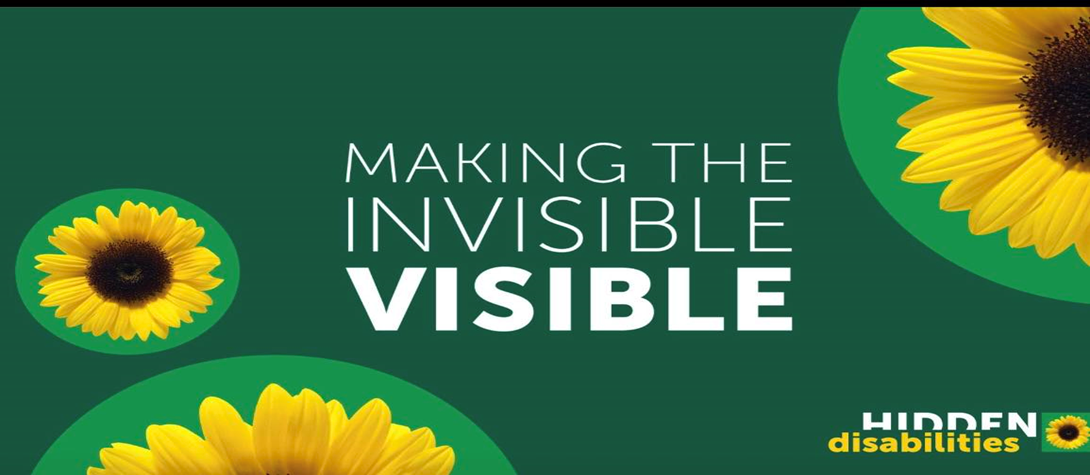 MAKING THE
INVISIBLE
VISIBLE
HIDDEN
disabilities